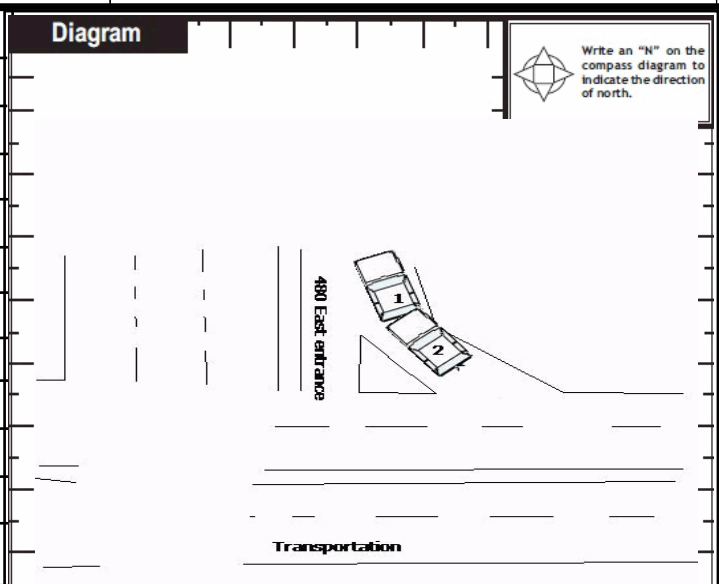 Diagram
Write an “N” on the
compass diagram to
indicate the direction
of north.
480 East entrance
1
2
Transportation